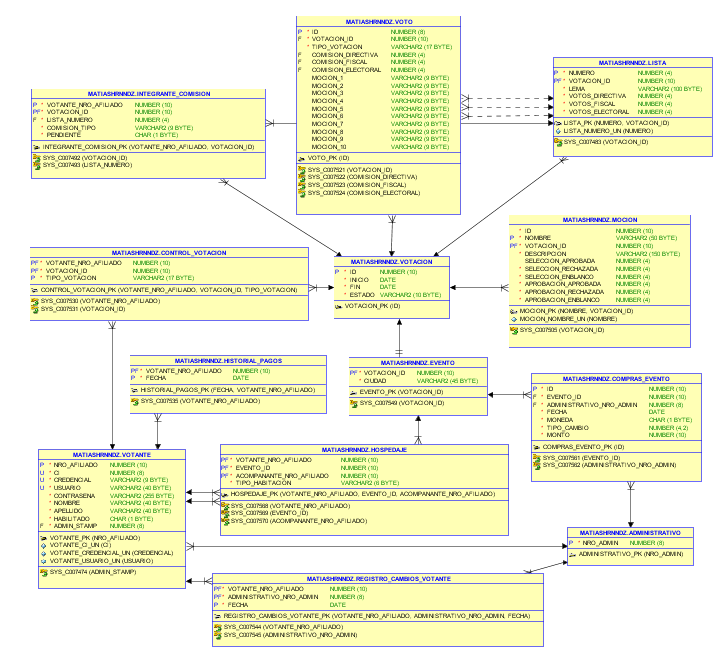 MATIASHRNNDZ.VOTO
P * ID NUMBER (8)
F * VOTACION_ID NUMBER (10)
* TIPO_VOTACION VARCHAR2 (17 BYTE)
F COMISION_DIRECTIVA NUMBER (4)
F COMISION_FISCAL NUMBER (4)
F COMISION_ELECTORAL NUMBER (4)
MOCION_1 VARCHAR2 (9 BYTE)
MOCION_2 VARCHAR2 (9 BYTE)
MOCION_3 VARCHAR2 (9 BYTE)
MOCION_4 VARCHAR2 (9 BYTE)
MOCION_5 VARCHAR2 (9 BYTE)
MOCION_6 VARCHAR2 (9 BYTE)
MOCION_7 VARCHAR2 (9 BYTE)
MOCION_8 VARCHAR2 (9 BYTE)
MOCION_9 VARCHAR2 (9 BYTE)
MOCION_10 VARCHAR2 (9 BYTE)
VOTO_PK (ID)
SYS_C007521 (VOTACION_ID)
SYS_C007522 (COMISION_DIRECTIVA)
SYS_C007523 (COMISION_FISCAL)
SYS_C007524 (COMISION_ELECTORAL)
MATIASHRNNDZ.LISTA
P * NUMERO NUMBER (4)
PF * VOTACION_ID NUMBER (10)
* LEMA VARCHAR2 (100 BYTE)
* VOTOS_DIRECTIVA NUMBER (4)
* VOTOS_FISCAL NUMBER (4)
* VOTOS_ELECTORAL NUMBER (4)
LISTA_PK (NUMERO, VOTACION_ID)
LISTA_NUMERO_UN (NUMERO)
SYS_C007483 (VOTACION_ID)
MATIASHRNNDZ.INTEGRANTE_COMISION
P * VOTANTE_NRO_AFILIADO NUMBER (10)
PF * VOTACION_ID NUMBER (10)
F * LISTA_NUMERO NUMBER (4)
* COMISION_TIPO VARCHAR2 (9 BYTE)
* PENDIENTE CHAR (1 BYTE)
INTEGRANTE_COMISION_PK (VOTANTE_NRO_AFILIADO, VOTACION_ID)
SYS_C007492 (VOTACION_ID)
SYS_C007493 (LISTA_NUMERO)
MATIASHRNNDZ.MOCION
* ID NUMBER (10)
P * NOMBRE VARCHAR2 (50 BYTE)
PF * VOTACION_ID NUMBER (10)
* DESCRIPCION VARCHAR2 (150 BYTE)
SELECCION_APROBADA NUMBER (4)
* SELECCION_RECHAZADA NUMBER (4)
* SELECCION_ENBLANCO NUMBER (4)
* APROBACION_APROBADA NUMBER (4)
* APROBACION_RECHAZADA NUMBER (4)
* APROBACION_ENBLANCO NUMBER (4)
MOCION_PK (NOMBRE, VOTACION_ID)
MOCION_NOMBRE_UN (NOMBRE)
SYS_C007505 (VOTACION_ID)
MATIASHRNNDZ.CONTROL_VOTACION
PF * VOTANTE_NRO_AFILIADO NUMBER (10)
PF * VOTACION_ID NUMBER (10)
P * TIPO_VOTACION VARCHAR2 (17 BYTE)
CONTROL_VOTACION_PK (VOTANTE_NRO_AFILIADO, VOTACION_ID, TIPO_VOTACION)
SYS_C007530 (VOTANTE_NRO_AFILIADO)
SYS_C007531 (VOTACION_ID)
MATIASHRNNDZ.VOTACION
P * ID NUMBER (10)
* INICIO DATE
* FIN DATE
* ESTADO VARCHAR2 (10 BYTE)
VOTACION_PK (ID)
MATIASHRNNDZ.HISTORIAL_PAGOS
PF * VOTANTE_NRO_AFILIADO NUMBER (10)
P * FECHA DATE
HISTORIAL_PAGOS_PK (FECHA, VOTANTE_NRO_AFILIADO)
SYS_C007535 (VOTANTE_NRO_AFILIADO)
MATIASHRNNDZ.EVENTO
PF * VOTACION_ID NUMBER (10)
* CIUDAD VARCHAR2 (45 BYTE)
EVENTO_PK (VOTACION_ID)
SYS_C007549 (VOTACION_ID)
MATIASHRNNDZ.COMPRAS_EVENTO
P * ID NUMBER (10)
F * EVENTO_ID NUMBER (10)
F * ADMINISTRATIVO_NRO_ADMIN NUMBER (8)
* FECHA DATE
* MONEDA CHAR (1 BYTE)
* TIPO_CAMBIO NUMBER (4,2)
* MONTO NUMBER (10)
COMPRAS_EVENTO_PK (ID)
SYS_C007561 (EVENTO_ID)
SYS_C007562 (ADMINISTRATIVO_NRO_ADMIN)
MATIASHRNNDZ.VOTANTE
P * NRO_AFILIADO NUMBER (10)
U * CI NUMBER (8)
U * CREDENCIAL VARCHAR2 (9 BYTE)
U * USUARIO VARCHAR2 (40 BYTE)
* CONTRASENA VARCHAR2 (255 BYTE)
* NOMBRE VARCHAR2 (40 BYTE)
* APELLIDO VARCHAR2 (40 BYTE)
* HABILITADO CHAR (1 BYTE)
F * ADMIN_STAMP NUMBER (8)
VOTANTE_PK (NRO_AFILIADO)
VOTANTE_CI_UN (CI)
VOTANTE_CREDENCIAL_UN (CREDENCIAL)
VOTANTE_USUARIO_UN (USUARIO)
SYS_C007474 (ADMIN_STAMP)
MATIASHRNNDZ.HOSPEDAJE
PF * VOTANTE_NRO_AFILIADO NUMBER (10)
PF * EVENTO_ID NUMBER (10)
PF * ACOMPANANTE_NRO_AFILIADO NUMBER (10)
* TIPO_HABITACION VARCHAR2 (6 BYTE)
HOSPEDAJE_PK (VOTANTE_NRO_AFILIADO, EVENTO_ID, ACOMPANANTE_NRO_AFILIADO)
SYS_C007568 (VOTANTE_NRO_AFILIADO)
SYS_C007569 (EVENTO_ID)
SYS_C007570 (ACOMPANANTE_NRO_AFILIADO)
MATIASHRNNDZ.ADMINISTRATIVO
P * NRO_ADMIN NUMBER (8)
ADMINISTRATIVO_PK (NRO_ADMIN)
MATIASHRNNDZ.REGISTRO_CAMBIOS_VOTANTE
PF * VOTANTE_NRO_AFILIADO NUMBER (10)
PF * ADMINISTRATIVO_NRO_ADMIN NUMBER (8)
P * FECHA DATE
REGISTRO_CAMBIOS_VOTANTE_PK (VOTANTE_NRO_AFILIADO, ADMINISTRATIVO_NRO_ADMIN, FECHA)
SYS_C007544 (VOTANTE_NRO_AFILIADO)
SYS_C007545 (ADMINISTRATIVO_NRO_ADMIN)